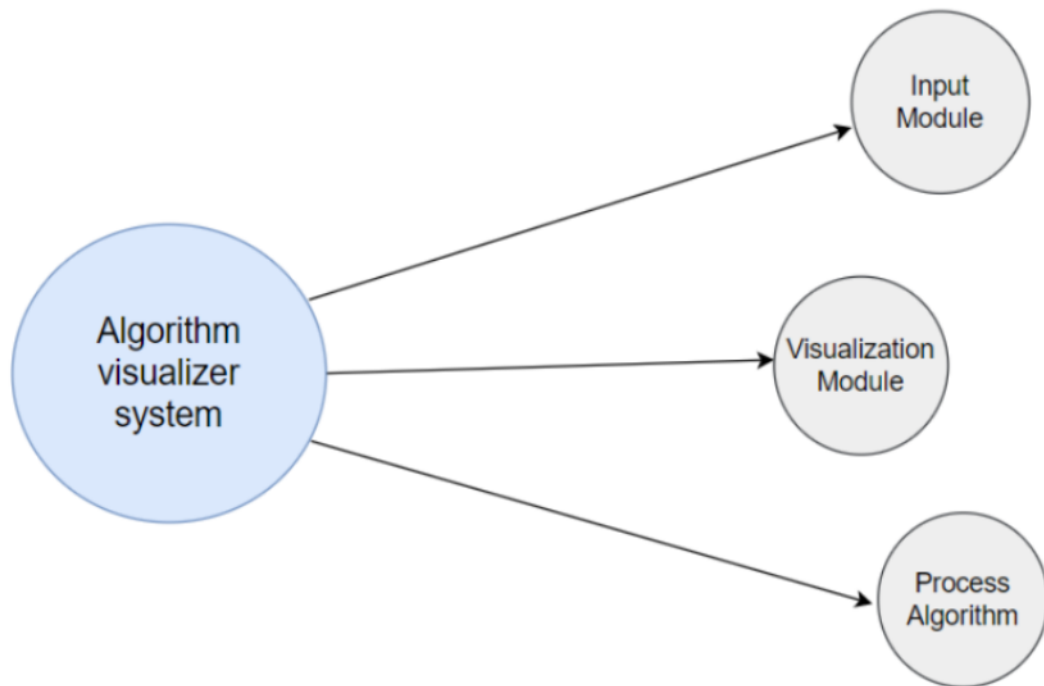 Input
Module
Algorithm
visualizer
system
Visualization
Module
Process
Algorithm